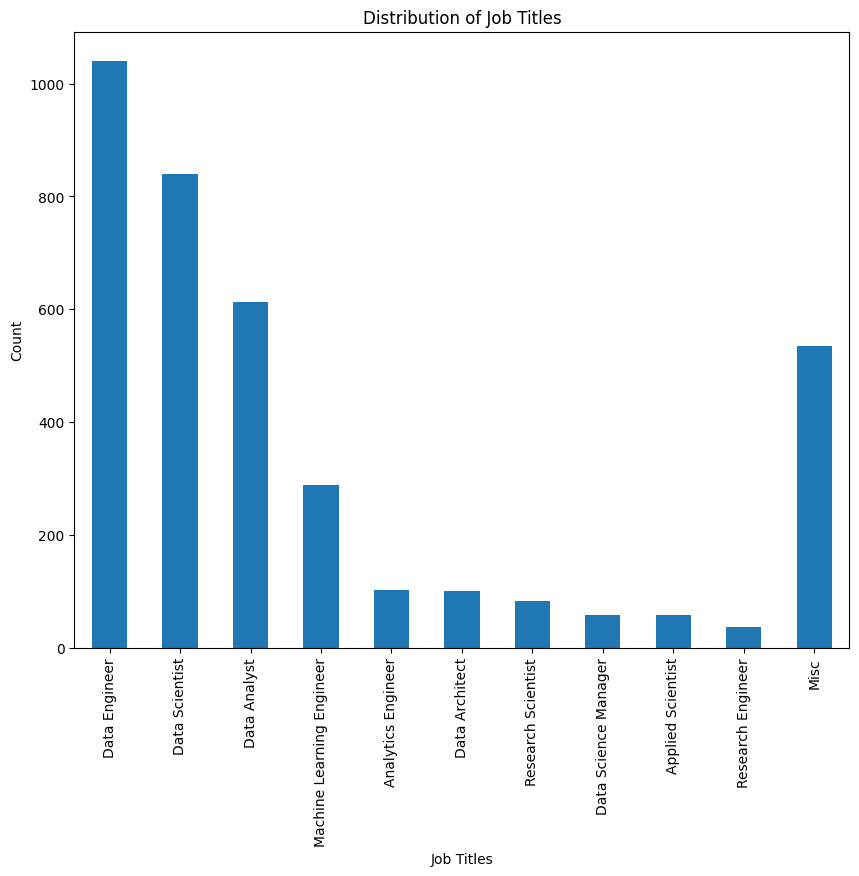 Distribution of Job Titles
Count
1000
800
600
400
200
0
Data Engineer
Data Scientist
Data Analyst
Machine Learning Engineer
Analytics Engineer
Data Architect
Research Scientist
Data Science Manager
Applied Scientist
Research Engineer
Misc
Job Titles